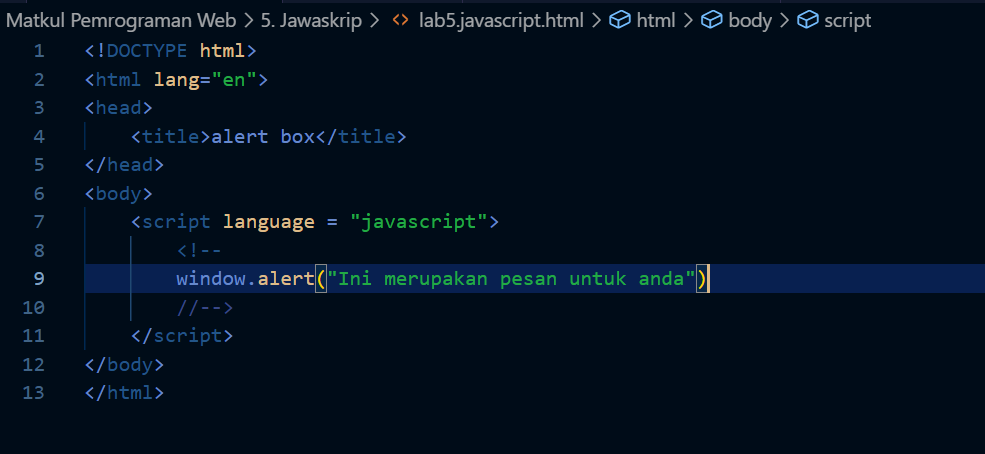 Matkul Pemrograman Web > 5. Jawaskrip > <> lab5.javascript.html > html > body > script
1 <!DOCTYPE html>
2 <html lang="en">
3 <head>
4     <title>alert box</title>
5 </head>
6 <body>
7     <script language = "javascript">
8         <!--
9         window.alert("Ini merupakan pesan untuk anda")
10         //-->
11     </script>
12 </body>
13 </html>